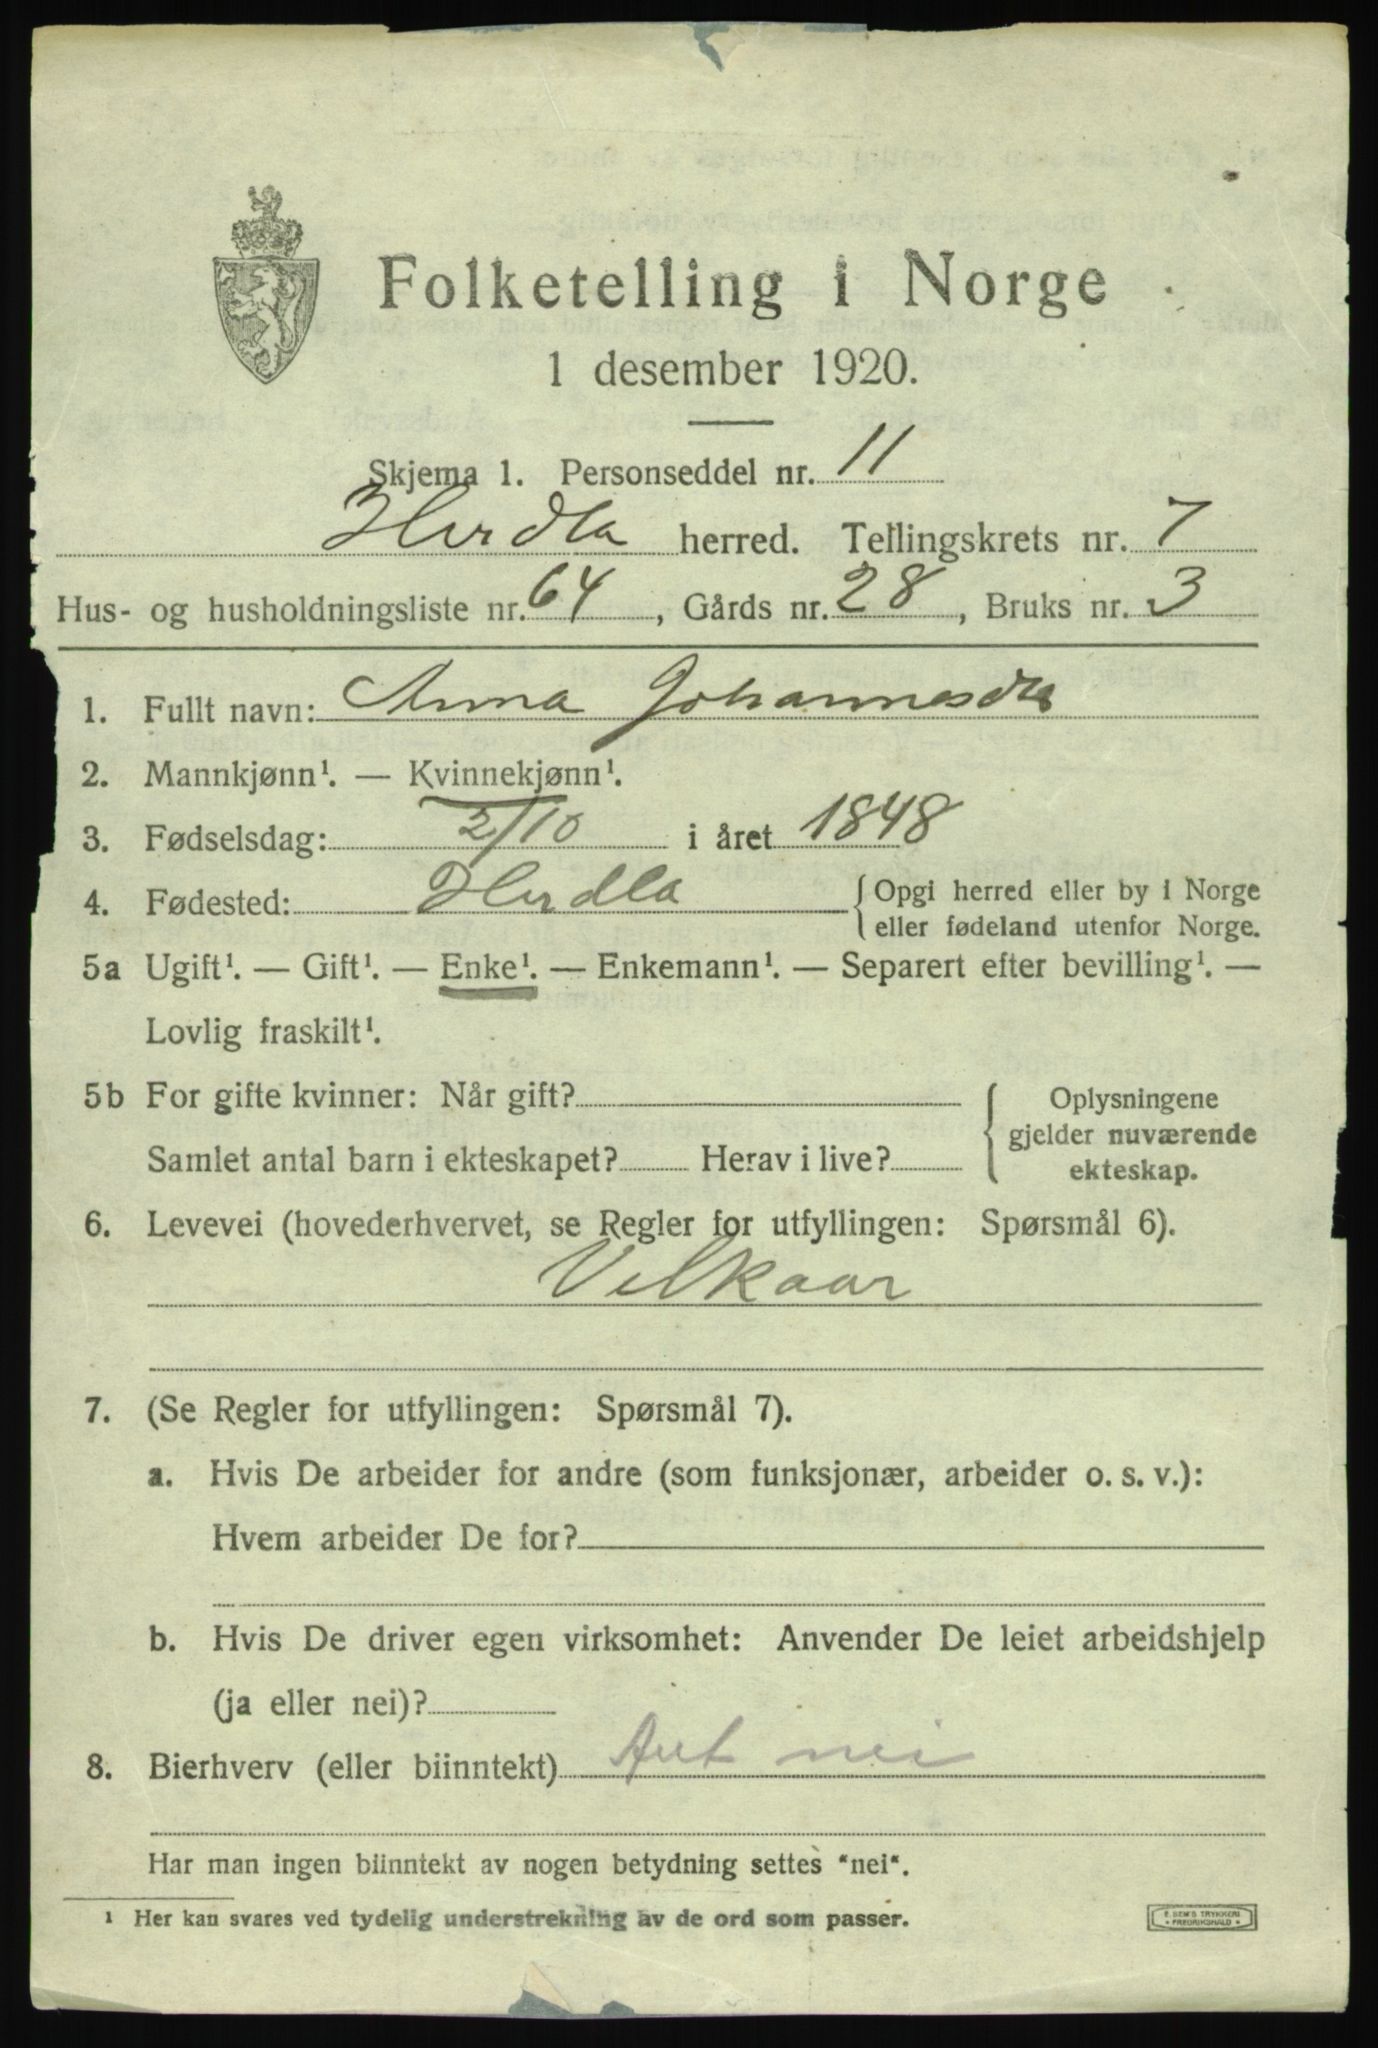 Folketelling i Norge
1 desember 1920.
Skjema 1. Personseddel nr. 11
Herdla herred. Tellingskrets nr. 7
Hus- og husholdningsliste nr. 64, Gårds nr. 28, Bruks nr. 3
1. Fullt navn: Anna Johannesdtr
2. Mannkjønn¹. — Kvinnekjønn¹.
3. Fødselsdag: 2/10 i året 1848
4. Fødested: Herdla { Opgi herred eller by i Norge
eller fødeland utenfor Norge.
5a Ugift¹. — Gift¹. — Enke¹. — Enkemann¹. — Separert efter bevilling¹. —
Lovlig fraskilt¹.
5b For gifte kvinner: Når gift? { Oplysningene
gjelder nuværende
Samlet antal barn i ekteskapet? Herav i live? ekteskap.
6. Levevei (hovederhvervet, se Regler for utfyllingen: Spørsmål 6).
Vilkaar
7. (Se Regler for utfyllingen: Spørsmål 7).
a. Hvis De arbeider for andre (som funksjonær, arbeider o. s. v.):
Hvem arbeider De for?
b. Hvis De driver egen virksomhet: Anvender De leiet arbeidshjelp
(ja eller nei)?
8. Bierhverv (eller biinntekt) nei
Har man ingen biinntekt av nogen betydning settes "nei".
¹ Her kan svares ved tydelig understrekning av de ord som passer.
E. SEM'S TRYKKERI
• FREDRIKSHALD •